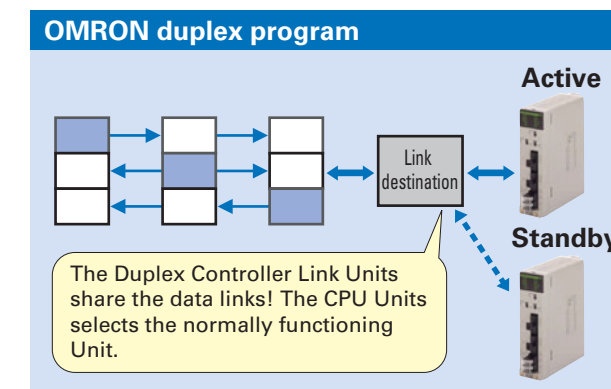 OMRON duplex program
Active
Link
destination
Standby
The Duplex Controller Link Units
share the data links! The CPU Units
selects the normally functioning
Unit.